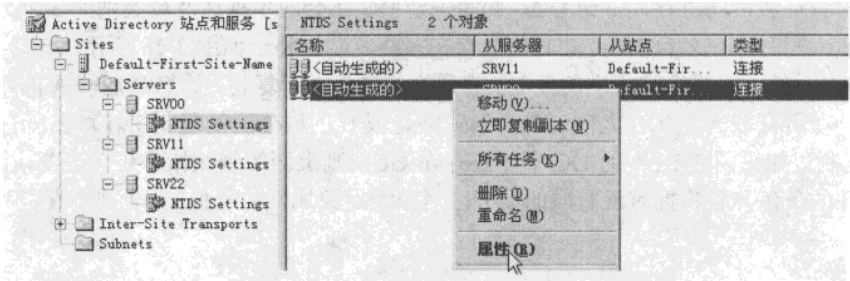 Active Directory 站点和服务 [s
Sites
Default-First-Site-Name
Servers
SRV00
NTDS Settings
SRV11
NTDS Settings
SRV22
NTDS Settings
Inter-Site Transports
Subnets
NTDS Settings 2 个对象
名称 从服务器 从站点 类型
<自动生成的> SRV11 Default-Fir... 连接
<自动生成的> Default-Fir... 连接
移动(V)...
立即复制副本(N)
所有任务(K)
删除(D)
重命名(M)
属性(R)